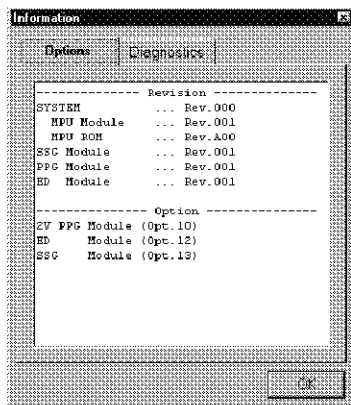 Information
Options Diagnostics
------------- Revision -------------
SYSTEM ... Rev.000
MPU Module ... Rev.001
MPU ROM ... Rev.A00
SSG Module ... Rev.001
PPG Module ... Rev.001
ED Module ... Rev.001
-------------- Option --------------
2V PPG Module (Opt.10)
ED Module (Opt.12)
SSG Module (Opt.13)
OK